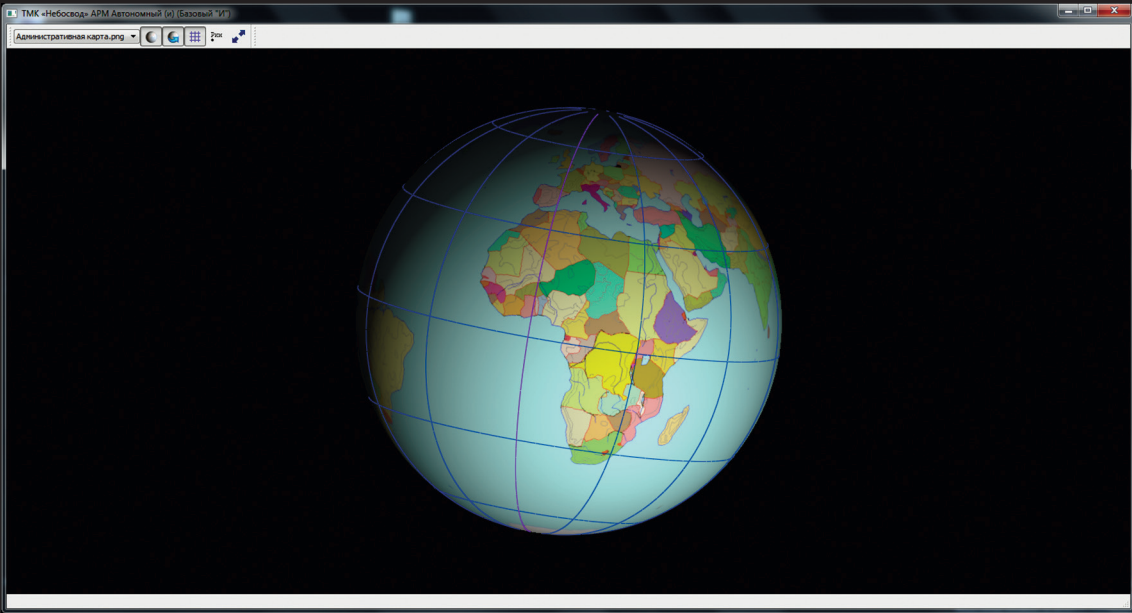 ТМК «Небосвод» АРМ Автономный (и) (Базовый "И")
Административная карта.png